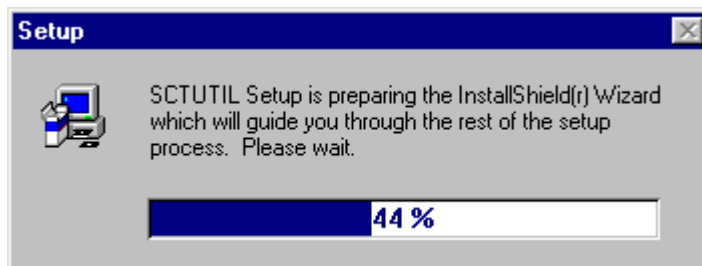 Setup
SCTUTIL Setup is preparing the InstallShield(r) Wizard
which will guide you through the rest of the setup
process.  Please wait.
44 %